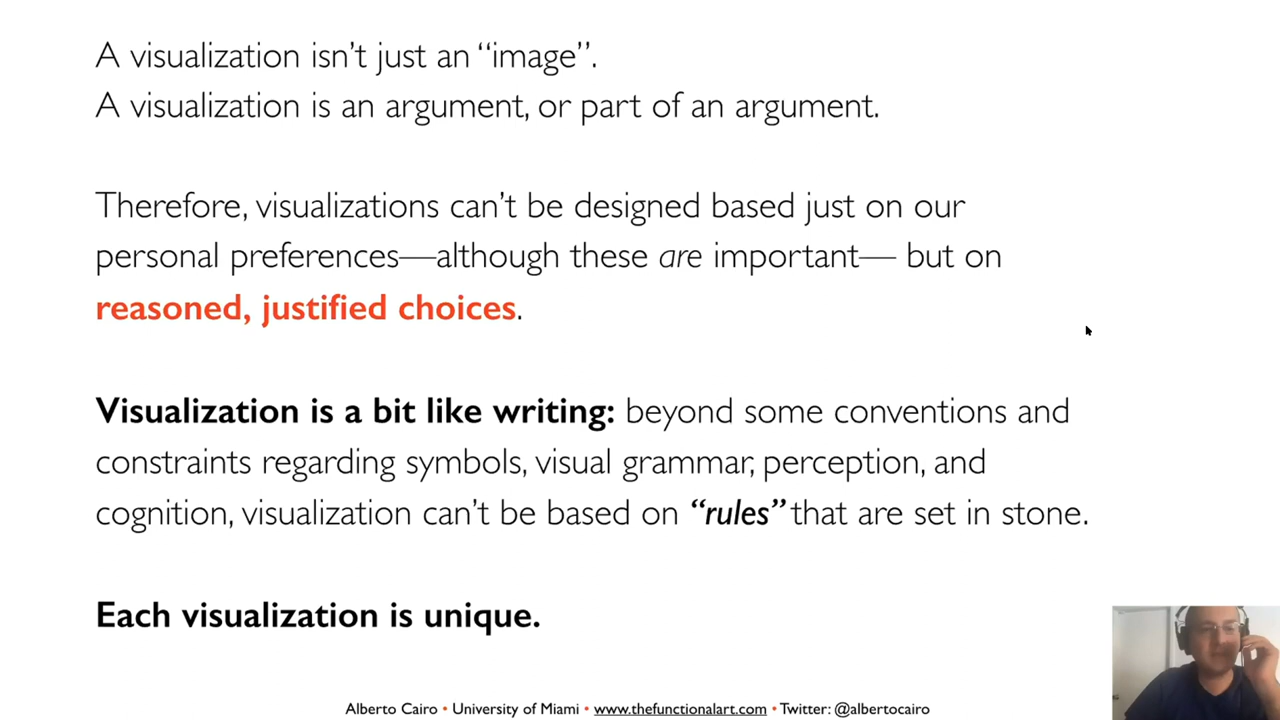 A visualization isn’t just an “image”.
A visualization is an argument, or part of an argument.
Therefore, visualizations can’t be designed based just on our
personal preferences—although these are important— but on
reasoned, justified choices.
Visualization is a bit like writing: beyond some conventions and
constraints regarding symbols, visual grammar, perception, and
cognition, visualization can’t be based on “rules” that are set in stone.
Each visualization is unique.
Alberto Cairo • University of Miami • www.thefunctionalart.com • Twitter: @albertocairo